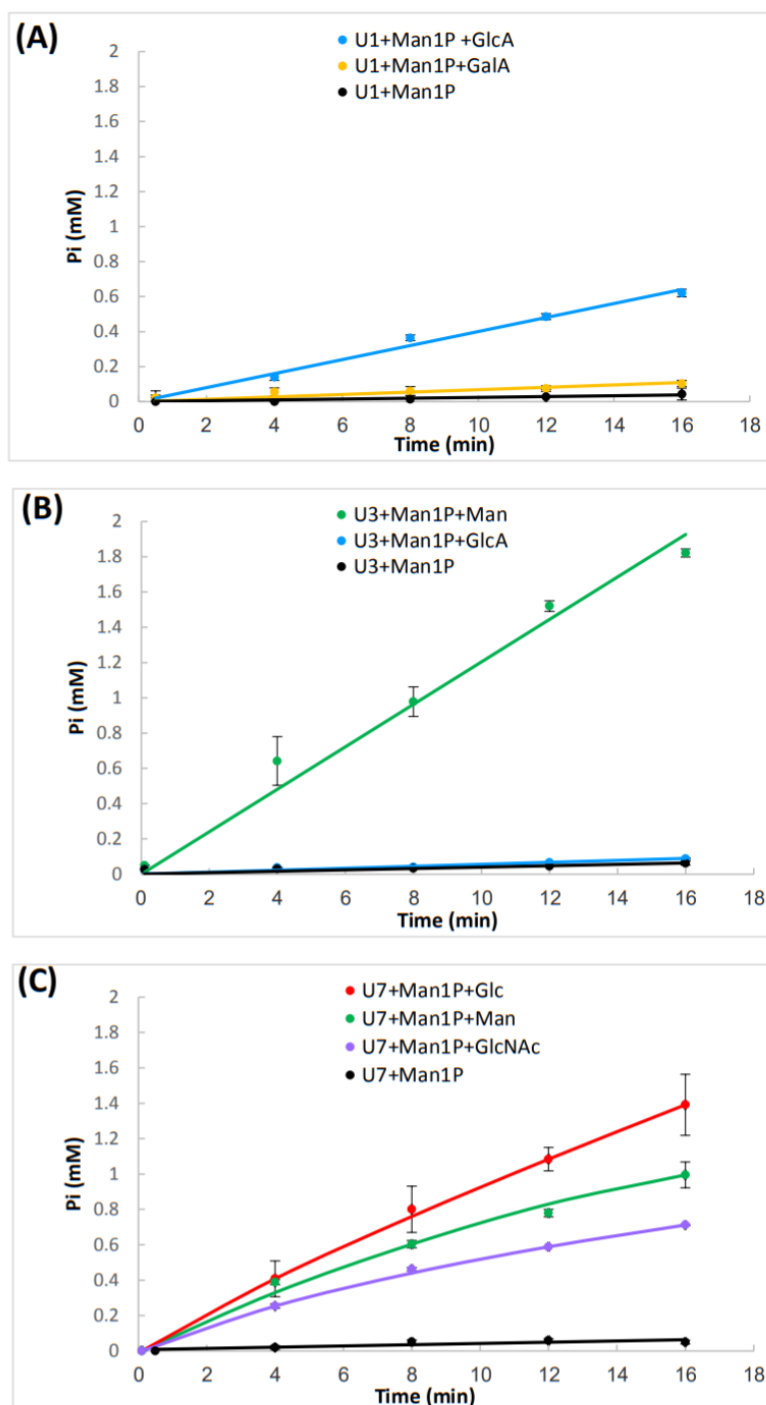 (A)
U1+Man1P +GlcA
U1+Man1P+GalA
U1+Man1P
2
1.8
1.6
1.4
1.2
1
0.8
0.6
0.4
0.2
0
Pi (mM)
0 2 4 6 8 10 12 14 16 18
Time (min)
(B)
U3+Man1P+Man
U3+Man1P+GlcA
U3+Man1P
2
1.8
1.6
1.4
1.2
1
0.8
0.6
0.4
0.2
0
Pi (mM)
0 2 4 6 8 10 12 14 16 18
Time (min)
(C)
U7+Man1P+Glc
U7+Man1P+Man
U7+Man1P+GlcNAc
U7+Man1P
2
1.8
1.6
1.4
1.2
1
0.8
0.6
0.4
0.2
0
Pi (mM)
0 2 4 6 8 10 12 14 16 18
Time (min)